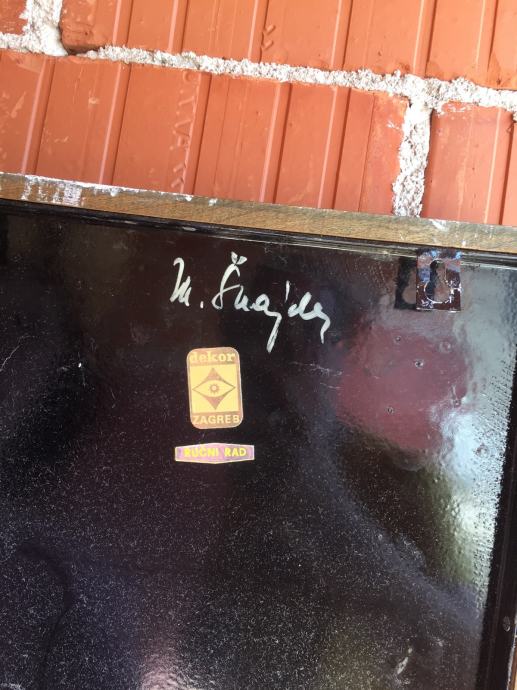 M. Šnajder
dekor
ZAGREB
RUČNI RAD